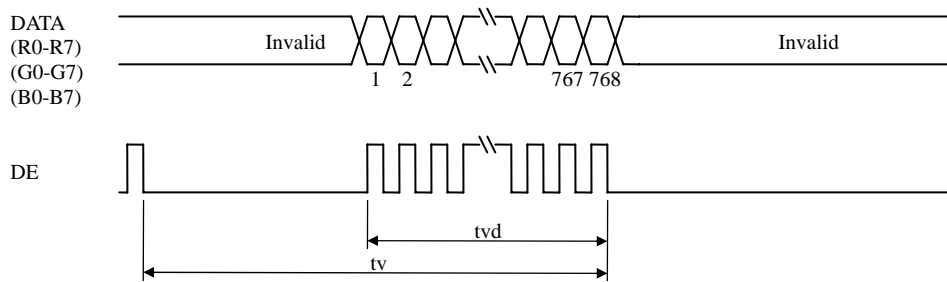 DATA
(R0-R7)
(G0-G7)
(B0-B7)
Invalid
Invalid
1 2 767 768
DE
tvd
tv